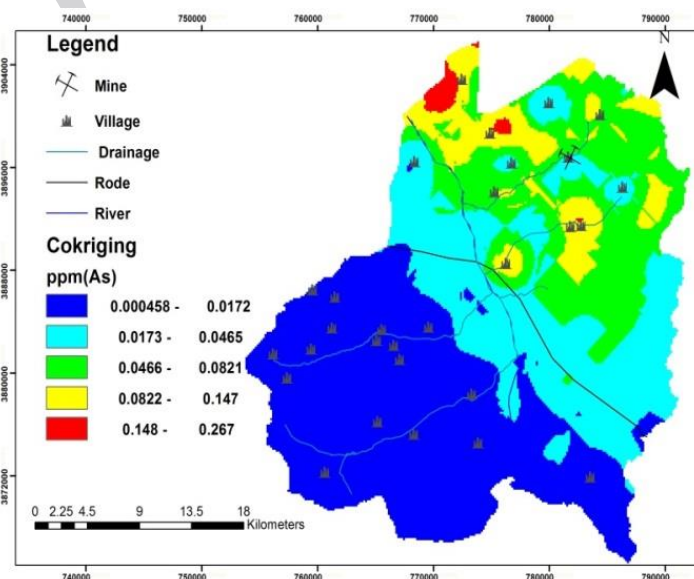 740000 750000 760000 770000 780000 790000
Legend
Mine
Village
Drainage
Rode
River
Cokriging
ppm(As)
0.000458 - 0.0172
0.0173 - 0.0465
0.0466 - 0.0821
0.0822 - 0.147
0.148 - 0.267
0 2.25 4.5 9 13.5 18
Kilometers
N
3904000
3896000
3888000
3880000
3872000
740000 750000 760000 770000 780000 790000